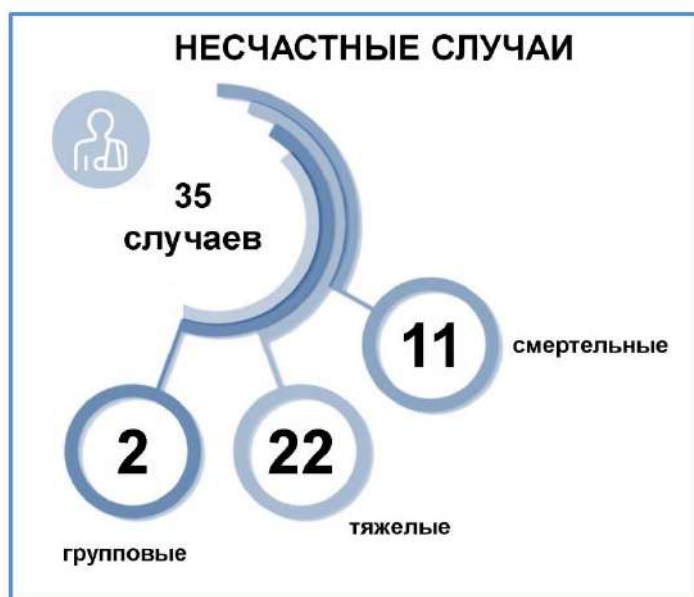 НЕСЧАСТНЫЕ СЛУЧАИ
35
случаев
11
смертельные
2
22
тяжелые
групповые